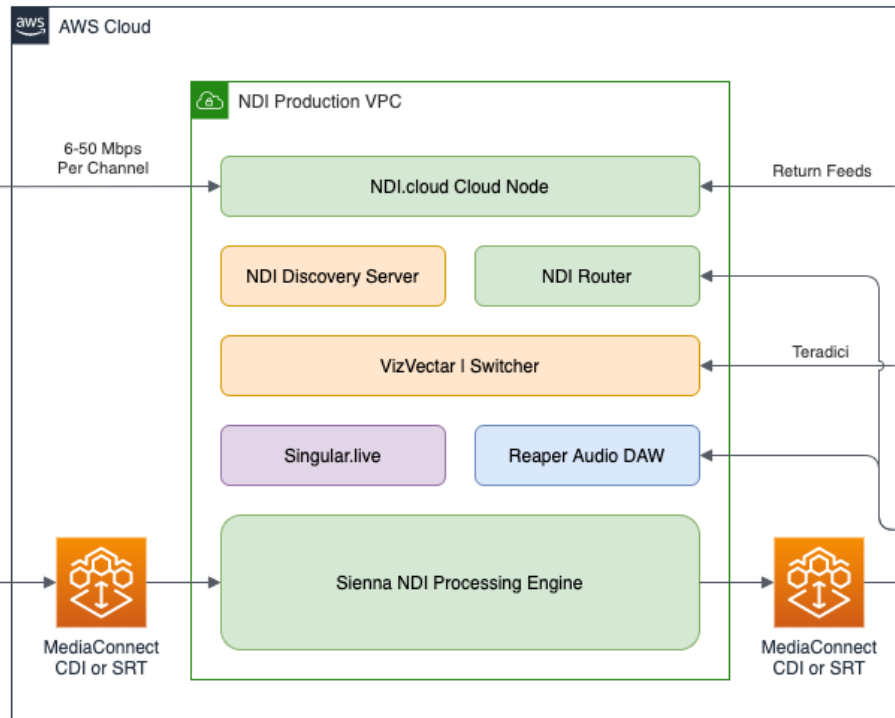 aws
AWS Cloud
NDI Production VPC
6-50 Mbps
Per Channel
NDI.cloud Cloud Node
Return Feeds
NDI Discovery Server
NDI Router
VizVectar | Switcher
Teradici
Singular.live
Reaper Audio DAW
Sienna NDI Processing Engine
MediaConnect
CDI or SRT
MediaConnect
CDI or SRT